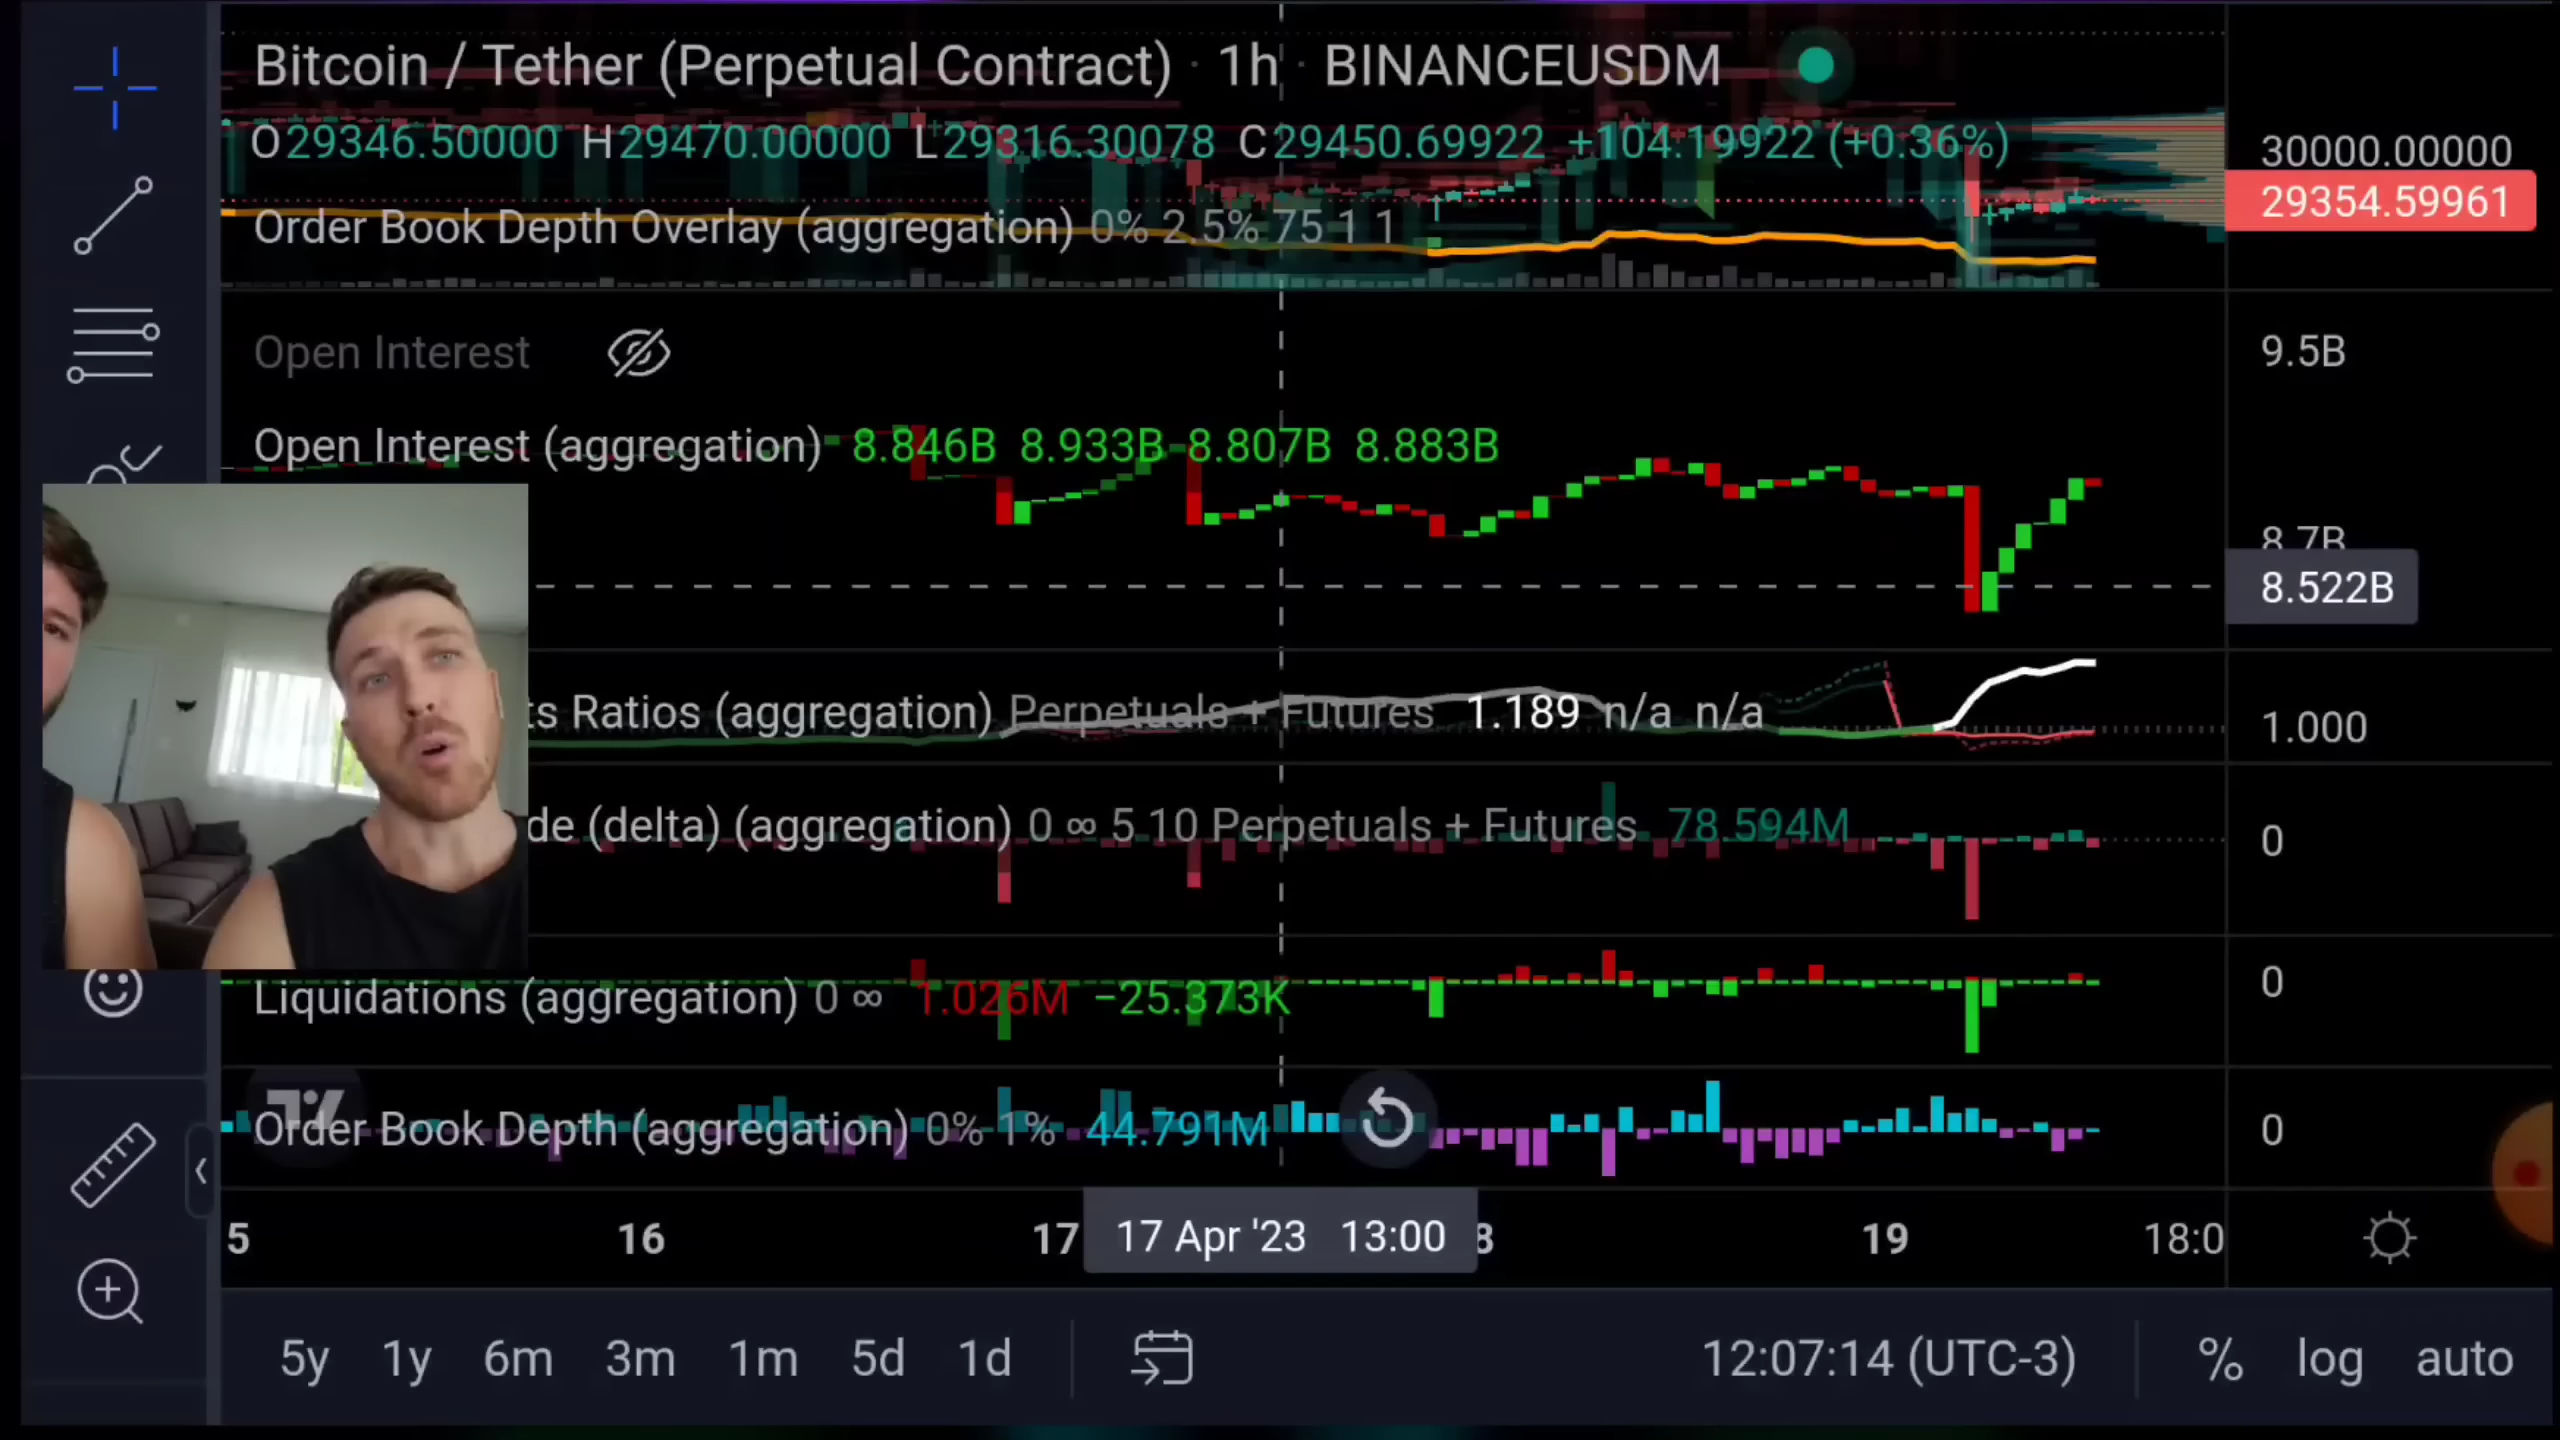 Bitcoin / Tether (Perpetual Contract) · 1h · BINANCEUSDM
O29346.50000 H29470.00000 L29316.30078 C29450.69922 +104.19922 (+0.36%)
30000.00000
29354.59961
Order Book Depth Overlay (aggregation) 0% 2.5% 75 1 1
Open Interest
9.5B
Open Interest (aggregation) 8.846B 8.933B 8.807B 8.883B
8.7B
8.522B
ts Ratios (aggregation) Perpetuals + Futures 1.189 n/a n/a
1.000
de (delta) (aggregation) 0 ∞ 5 10 Perpetuals + Futures 78.594M
0
Liquidations (aggregation) 0 ∞ 1.026M −25.373K
0
Order Book Depth (aggregation) 0% 1% 44.791M
0
5 16 17 17 Apr '23 13:00 8 19 18:0
5y 1y 6m 3m 1m 5d 1d 12:07:14 (UTC-3) % log auto